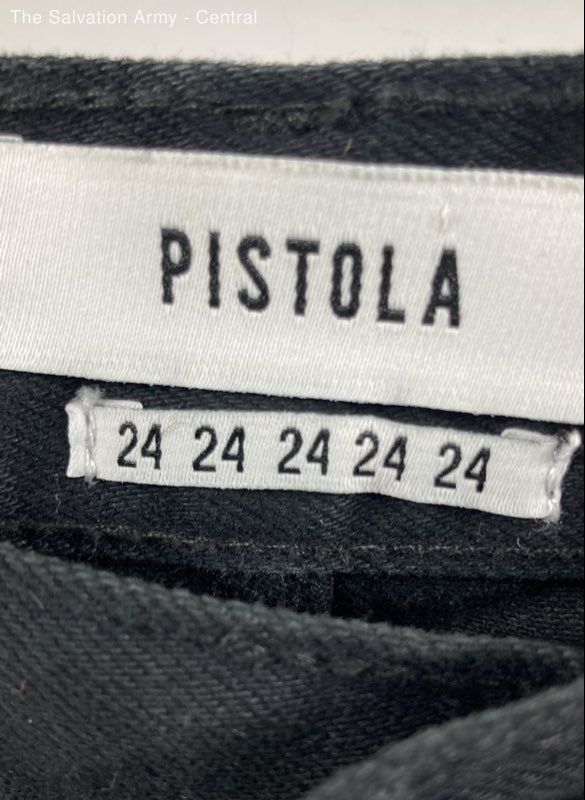 The Salvation Army - Central
PISTOLA
24 24 24 24 24